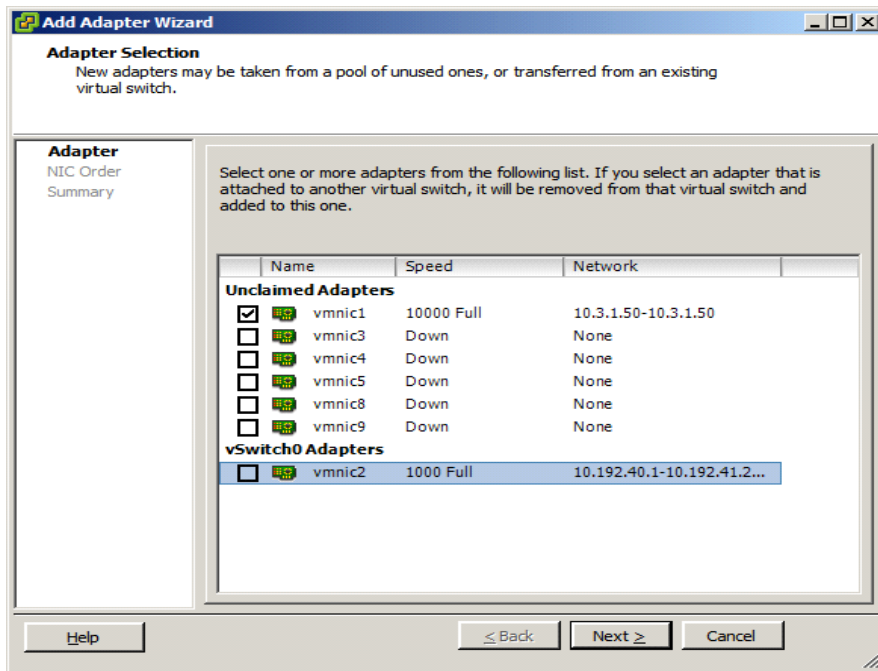 Add Adapter Wizard
Adapter Selection
New adapters may be taken from a pool of unused ones, or transferred from an existing
virtual switch.
Adapter
NIC Order
Summary
Select one or more adapters from the following list. If you select an adapter that is
attached to another virtual switch, it will be removed from that virtual switch and
added to this one.
Name Speed Network
Unclaimed Adapters
vmnic1 10000 Full 10.3.1.50-10.3.1.50
vmnic3 Down None
vmnic4 Down None
vmnic5 Down None
vmnic8 Down None
vmnic9 Down None
vSwitch0 Adapters
vmnic2 1000 Full 10.192.40.1-10.192.41.2...
Help < Back Next > Cancel